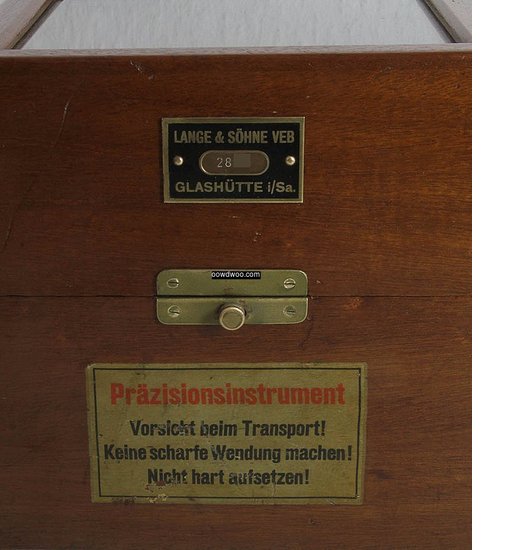 LANGE & SÖHNE VEB
28
GLASHÜTTE i/Sa.
oowdwoo.com
Präzisionsinstrument
Vorsicht beim Transport!
Keine scharfe Wendung machen!
Nicht hart aufsetzen!